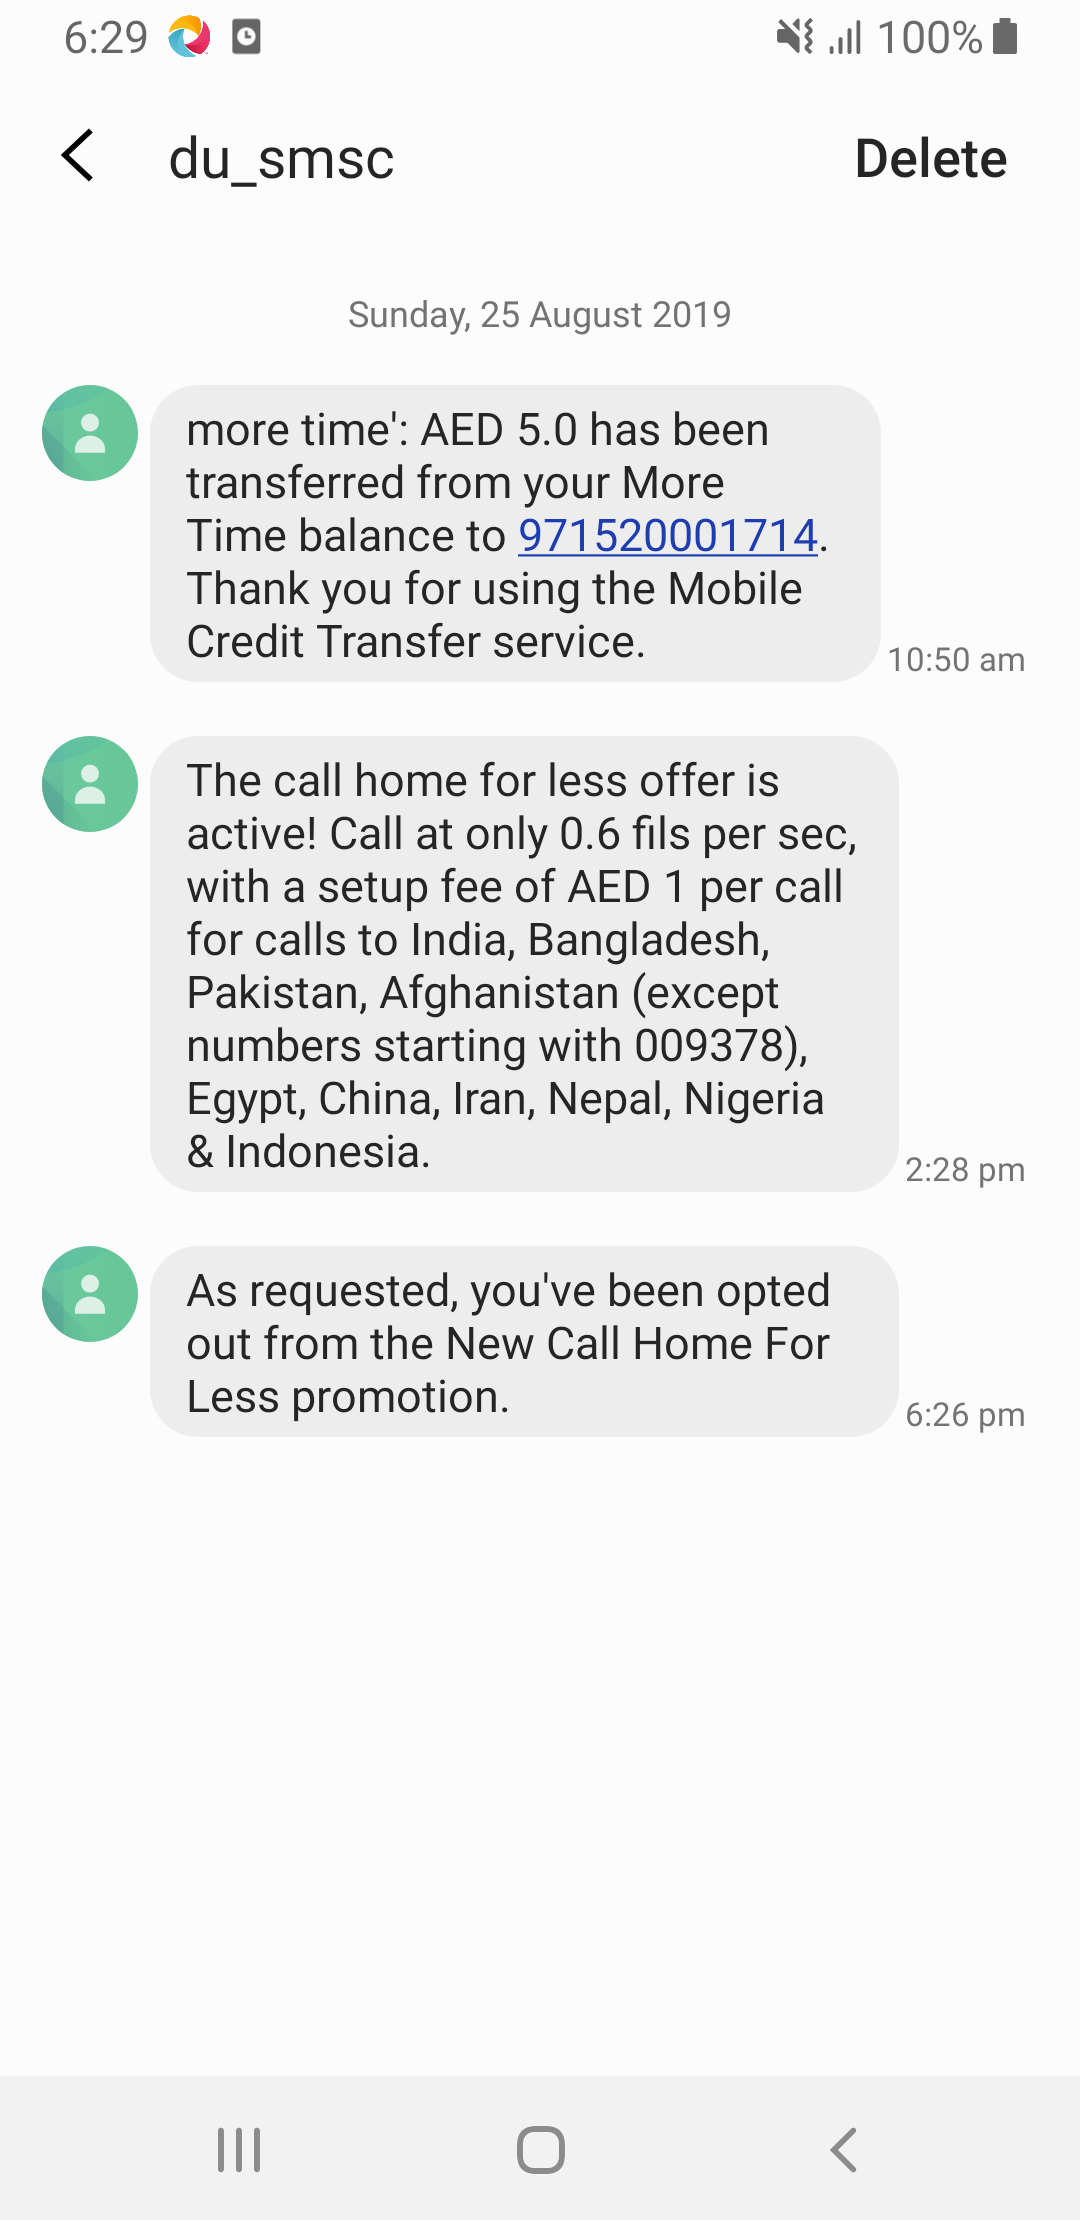 6:29
100%
du_smsc
Delete
Sunday, 25 August 2019
more time': AED 5.0 has been
transferred from your More
Time balance to 971520001714.
Thank you for using the Mobile
Credit Transfer service.
10:50 am
The call home for less offer is
active! Call at only 0.6 fils per sec,
with a setup fee of AED 1 per call
for calls to India, Bangladesh,
Pakistan, Afghanistan (except
numbers starting with 009378),
Egypt, China, Iran, Nepal, Nigeria
& Indonesia.
2:28 pm
As requested, you've been opted
out from the New Call Home For
Less promotion.
6:26 pm